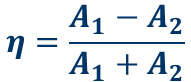 η = (A₁ − A₂) / (A₁ + A₂)